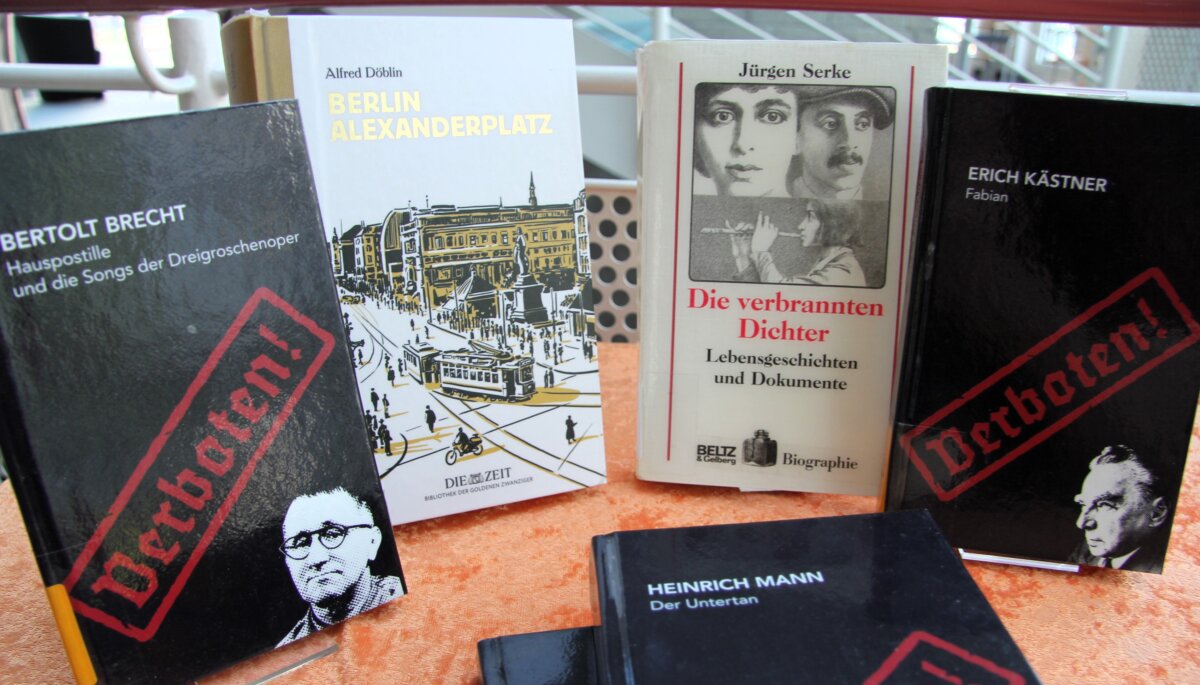 BERTOLT BRECHT
Hauspostille
und die Songs der Dreigroschenoper
Verboten!
Alfred Döblin
BERLIN
ALEXANDERPLATZ
DIE ZEIT
BIBLIOTHEK DER GOLDENEN ZWANZIGER
Jürgen Serke
Die verbrannten
Dichter
Lebensgeschichten
und Dokumente
BELTZ
& Gelberg
Biographie
ERICH KÄSTNER
Fabian
Verboten!
HEINRICH MANN
Der Untertan